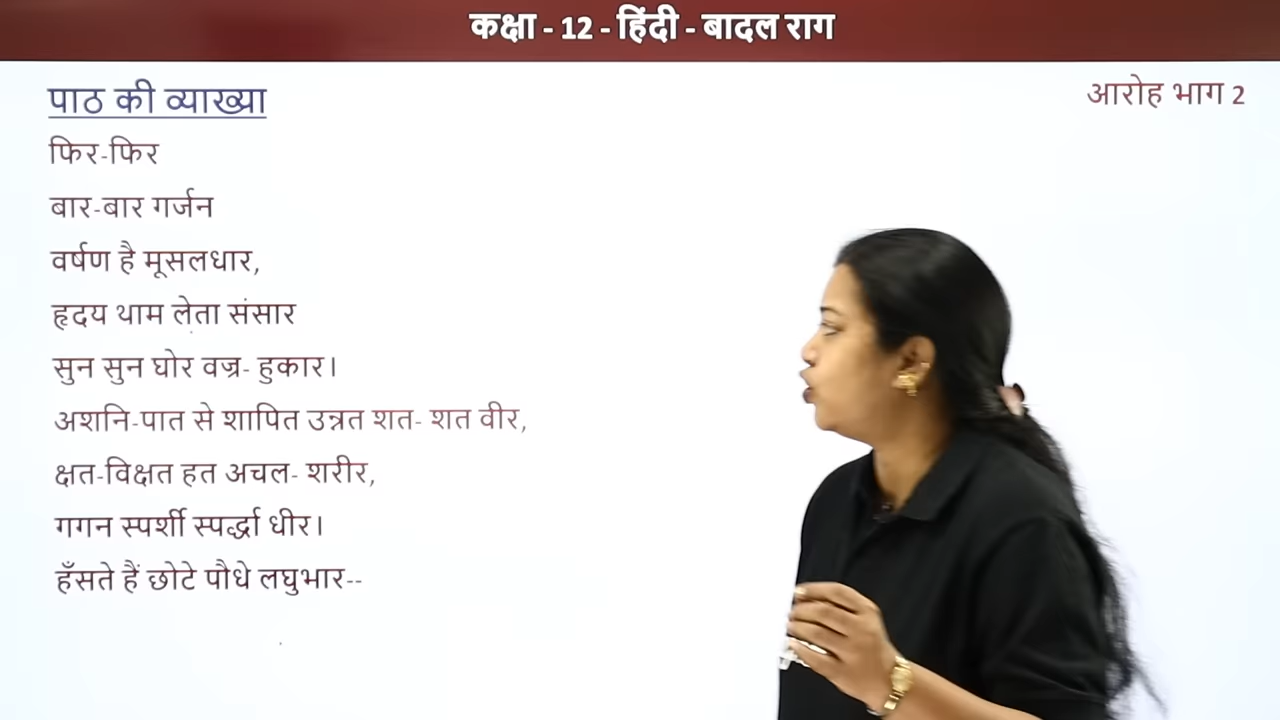 कक्षा - 12 - हिंदी - बादल राग
पाठ की व्याख्या
आरोह भाग 2
फिर-फिर
बार-बार गर्जन
वर्षण है मूसलधार,
हृदय थाम लेता संसार
सुन सुन घोर वज्र- हुकार।
अशनि-पात से शापित उन्नत शत- शत वीर,
क्षत-विक्षत हत अचल- शरीर,
गगन स्पर्शी स्पर्द्धा धीर।
हँसते हैं छोटे पौधे लघुभार--